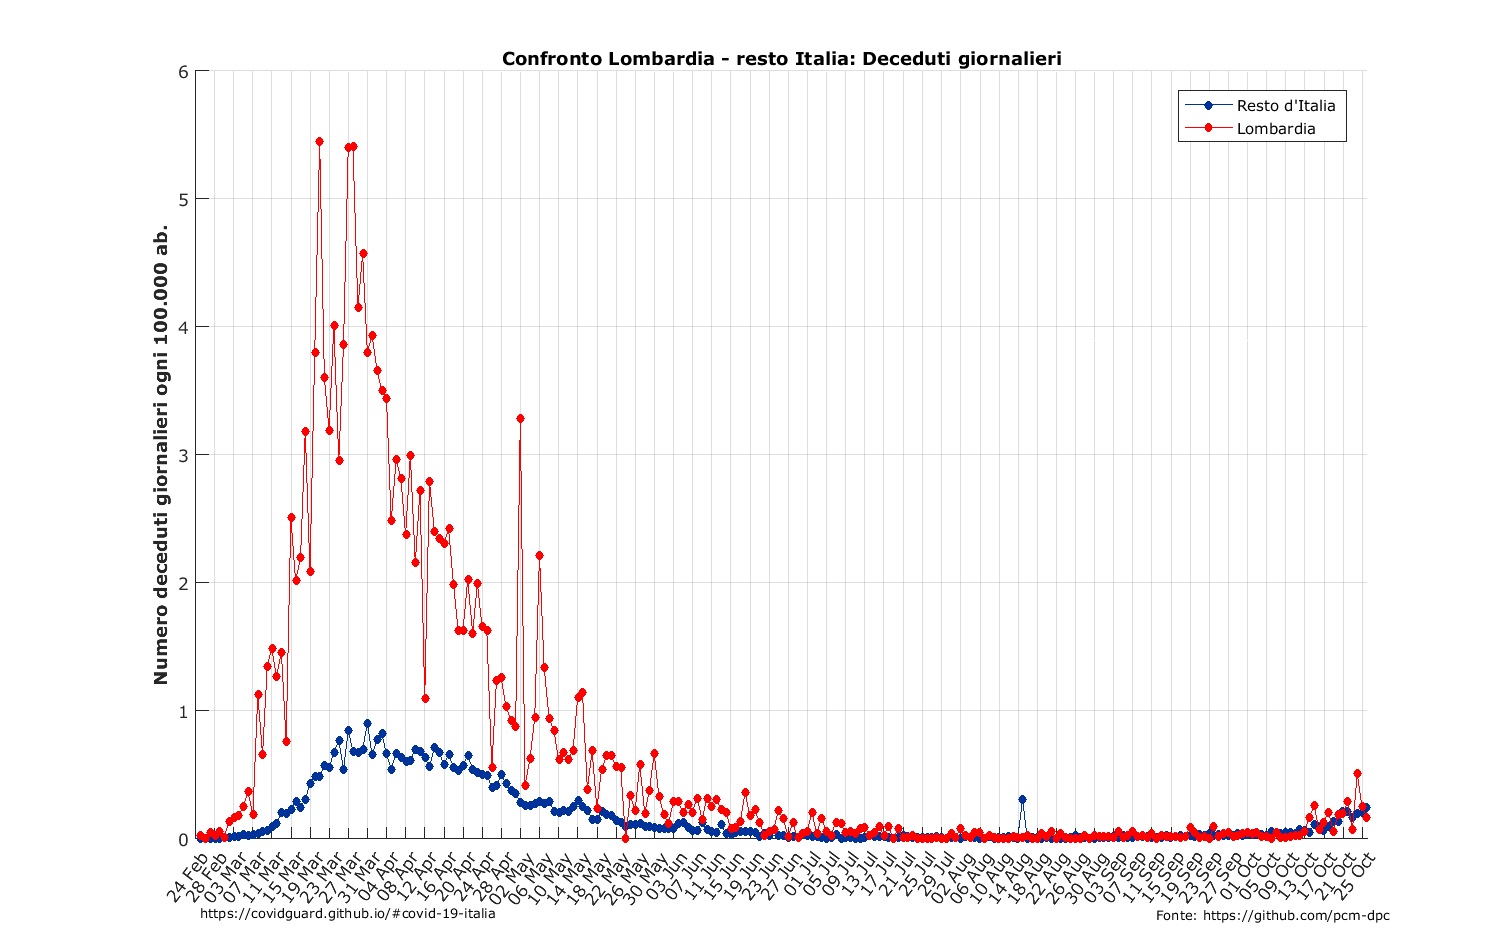 Confronto Lombardia - resto Italia: Deceduti giornalieri
Resto d'Italia
Lombardia
Numero deceduti giornalieri ogni 100.000 ab.
6
5
4
3
2
1
0
24 Feb
28 Feb
03 Mar
07 Mar
11 Mar
15 Mar
19 Mar
23 Mar
27 Mar
31 Mar
04 Apr
08 Apr
12 Apr
16 Apr
20 Apr
24 Apr
28 Apr
02 May
06 May
10 May
14 May
18 May
22 May
26 May
30 May
03 Jun
07 Jun
11 Jun
15 Jun
19 Jun
23 Jun
27 Jun
01 Jul
05 Jul
09 Jul
13 Jul
17 Jul
21 Jul
25 Jul
29 Jul
02 Aug
06 Aug
10 Aug
14 Aug
18 Aug
22 Aug
26 Aug
30 Aug
03 Sep
07 Sep
11 Sep
15 Sep
19 Sep
23 Sep
27 Sep
01 Oct
05 Oct
09 Oct
13 Oct
17 Oct
21 Oct
25 Oct
https://covidguard.github.io/#covid-19-italia
Fonte: https://github.com/pcm-dpc